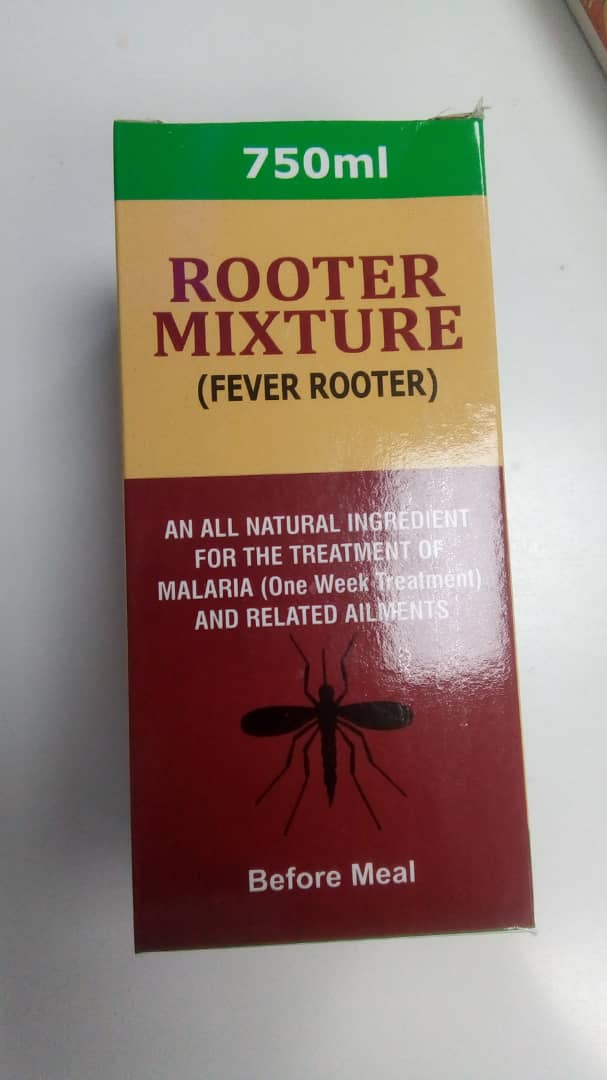 750ml
ROOTER
MIXTURE
(FEVER ROOTER)
AN ALL NATURAL INGREDIENT
FOR THE TREATMENT OF
MALARIA (One Week Treatment)
AND RELATED AILMENTS
Before Meal